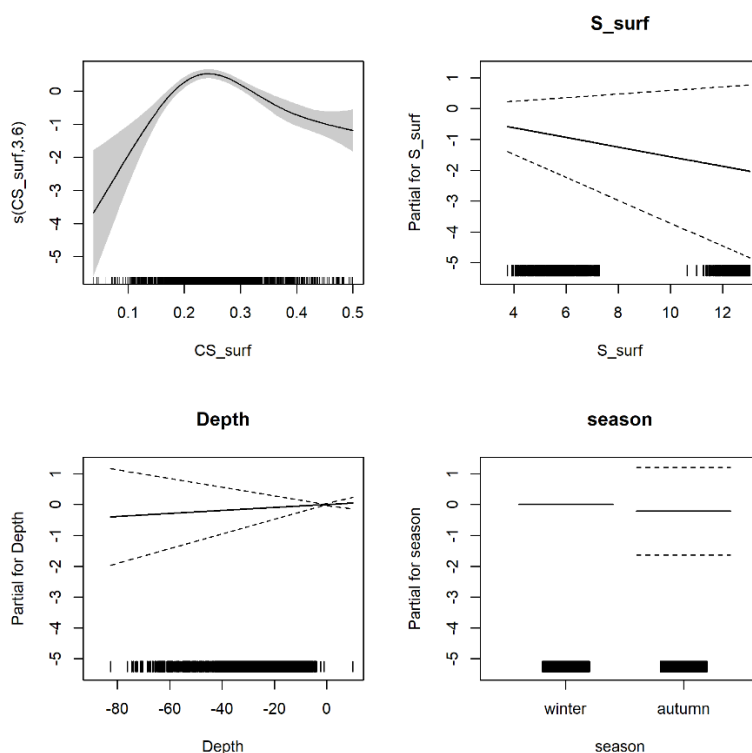 s(CS_surf,3.6)
0
-1
-2
-3
-4
-5
0.1 0.2 0.3 0.4 0.5
CS_surf
S_surf
Partial for S_surf
1
0
-1
-2
-3
-4
-5
4 6 8 10 12
S_surf
Depth
Partial for Depth
1
0
-1
-2
-3
-4
-5
-80 -60 -40 -20 0
Depth
season
Partial for season
1
0
-1
-2
-3
-4
-5
winter autumn
season